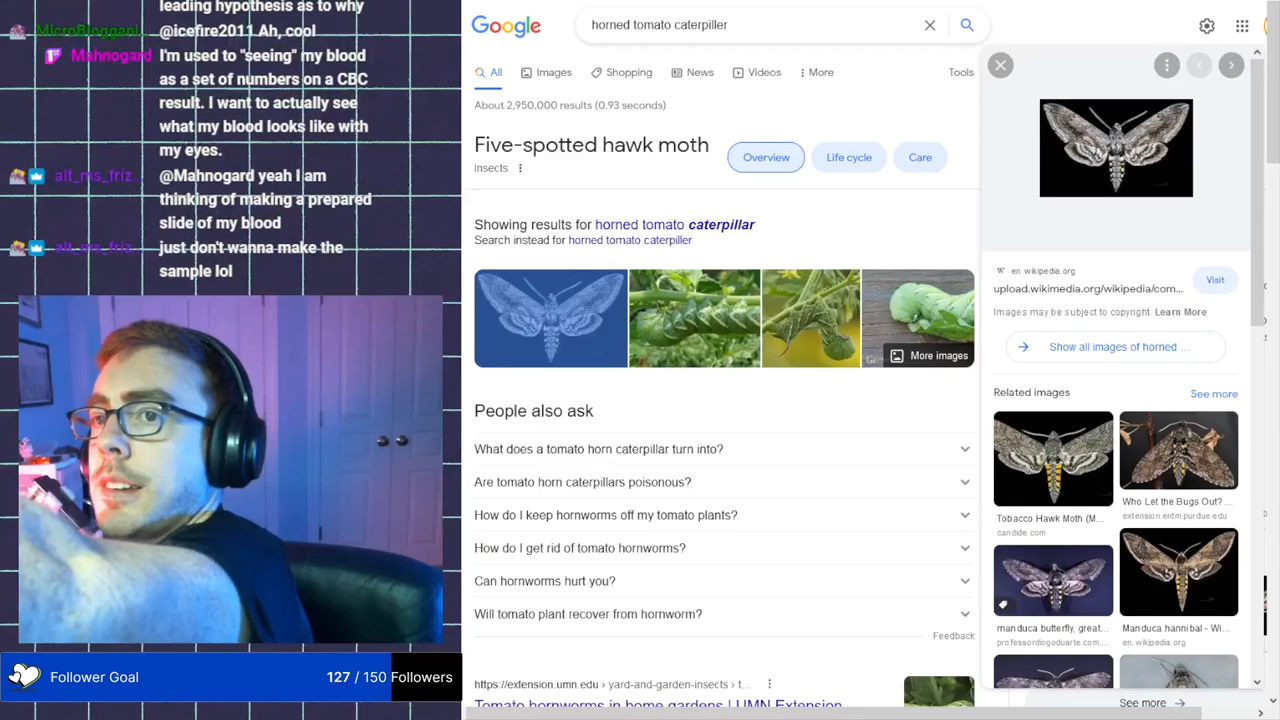 leading hypothesis as to why
MicroBloggani... @icefire2011 Ah, cool
Mahnogard I'm used to "seeing" my blood
as a set of numbers on a CBC
result. I want to actually see
what my blood looks like with
my eyes.
alt_ms_friz... @Mahnogard yeah I am
thinking of making a prepared
slide of my blood
alt_ms_friz... just don't wanna make the
sample lol
Follower Goal 127 / 150 Followers
Google horned tomato caterpiller
All Images Shopping News Videos More Tools
About 2,950,000 results (0.93 seconds)
Five-spotted hawk moth
Insects
Overview Life cycle Care
Showing results for horned tomato caterpillar
Search instead for horned tomato caterpiller
More images
People also ask
What does a tomato horn caterpillar turn into?
Are tomato horn caterpillars poisonous?
How do I keep hornworms off my tomato plants?
How do I get rid of tomato hornworms?
Can hornworms hurt you?
Will tomato plant recover from hornworm?
Feedback
https://extension.umn.edu › yard-and-garden-insects › t...
Tomato hornworms in home gardens | UMN Extension
W en.wikipedia.org
upload.wikimedia.org/wikipedia/com...
Visit
Images may be subject to copyright. Learn More
Show all images of horned ...
Related images See more
Tobacco Hawk Moth (M...
candide.com
Who Let the Bugs Out? ...
extension.entm.purdue.edu
manduca butterfly, great...
professordiogoduarte.com...
Manduca hannibal - Wi...
en.wikipedia.org
See more